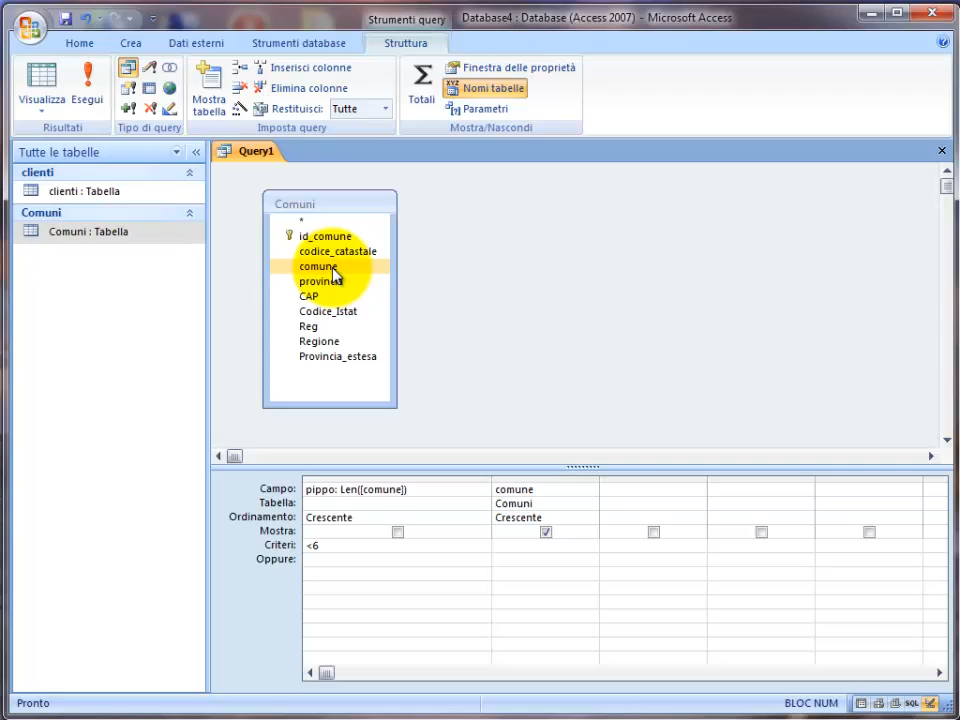 Strumenti query
Database4 : Database (Access 2007) - Microsoft Access
Home
Crea
Dati esterni
Strumenti database
Struttura
Visualizza
Esegui
Risultati
Tipo di query
Mostra
tabella
Inserisci colonne
Elimina colonne
Restituisci:
Tutte
Imposta query
Totali
Finestra delle proprietà
Nomi tabelle
Parametri
Mostra/Nascondi
Tutte le tabelle
clienti
clienti : Tabella
Comuni
Comuni : Tabella
Query1
Comuni
*
id_comune
codice_catastale
comune
provincia
CAP
Codice_Istat
Reg
Regione
Provincia_estesa
Campo: pippo: Len([comune]) comune
Tabella: Comuni
Ordinamento: Crescente Crescente
Mostra:
Criteri: <6
Oppure:
Pronto
BLOC NUM
SQL